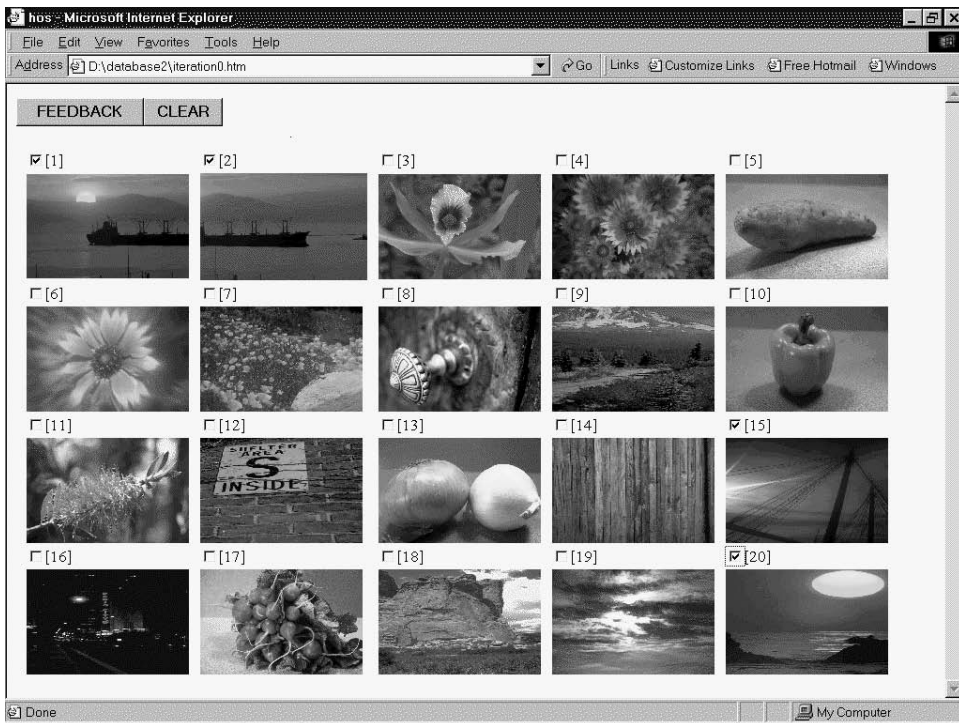 hos - Microsoft Internet Explorer
File Edit View Favorites Tools Help
Address D:\database2\iteration0.htm Go Links Customize Links Free Hotmail Windows
FEEDBACK CLEAR
[1] [2] [3] [4] [5]
[6] [7] [8] [9] [10]
[11] [12] [13] [14] [15]
SHELTER
AREA
S
INSIDE
[16] [17] [18] [19] [20]
Done My Computer